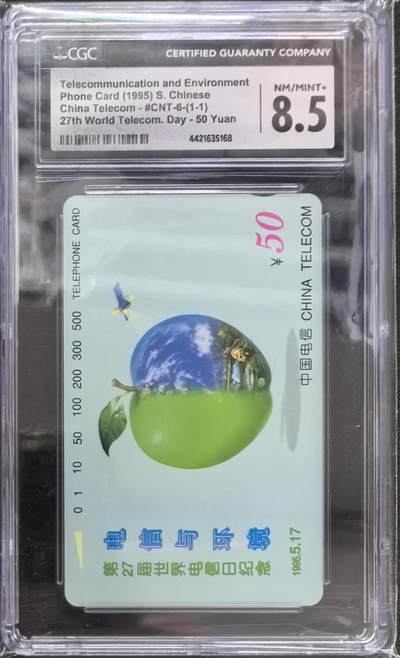 CGC
CERTIFIED GUARANTY COMPANY
Telecommunication and Environment
Phone Card (1995) S. Chinese
China Telecom - #CNT-6-(1-1)
27th World Telecom. Day - 50 Yuan
4421635168
NM/MINT+
8.5
¥50
中国电信 CHINA TELECOM
0 1 10 50 100 200 300 500 TELEPHONE CARD
电信与环境
第27届世界电信日纪念
1995.5.17